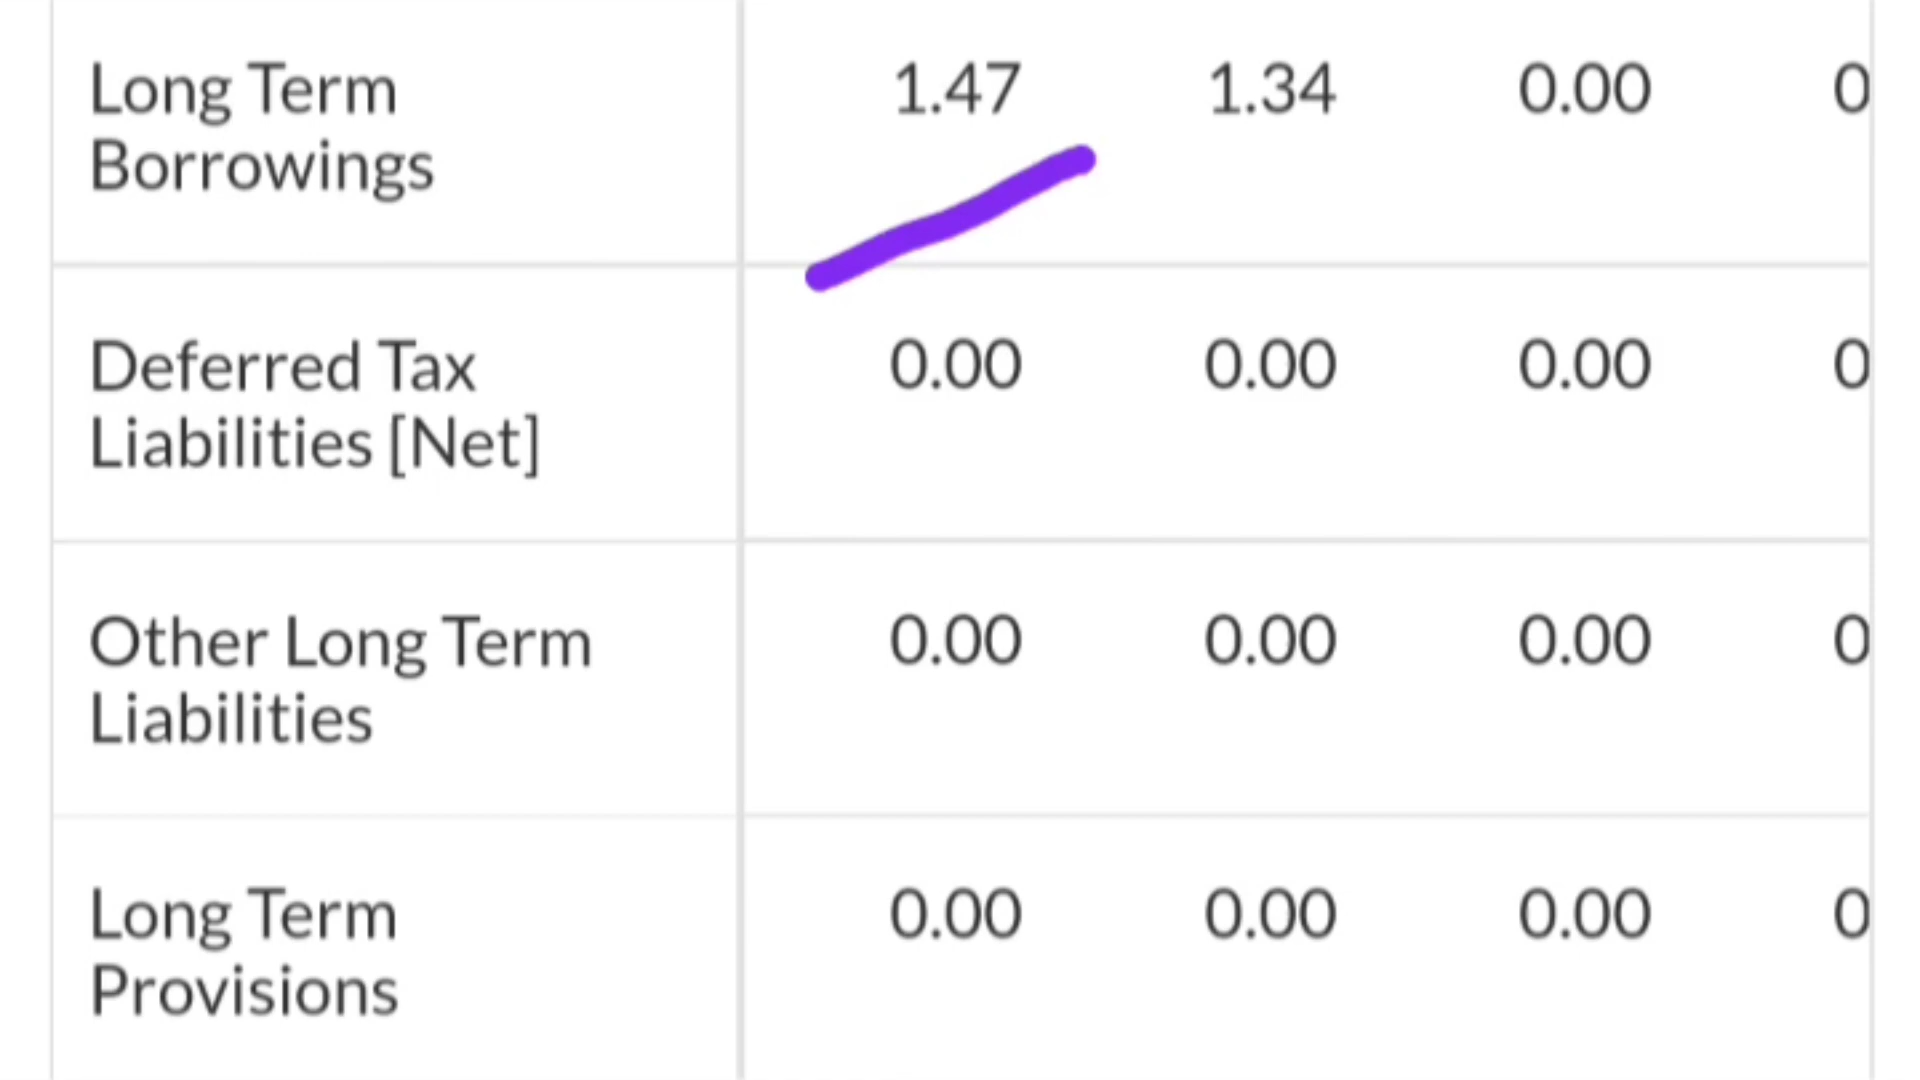 Long Term 1.47 1.34 0.00 0
Borrowings
Deferred Tax 0.00 0.00 0.00 0
Liabilities [Net]
Other Long Term 0.00 0.00 0.00 0
Liabilities
Long Term 0.00 0.00 0.00 0
Provisions